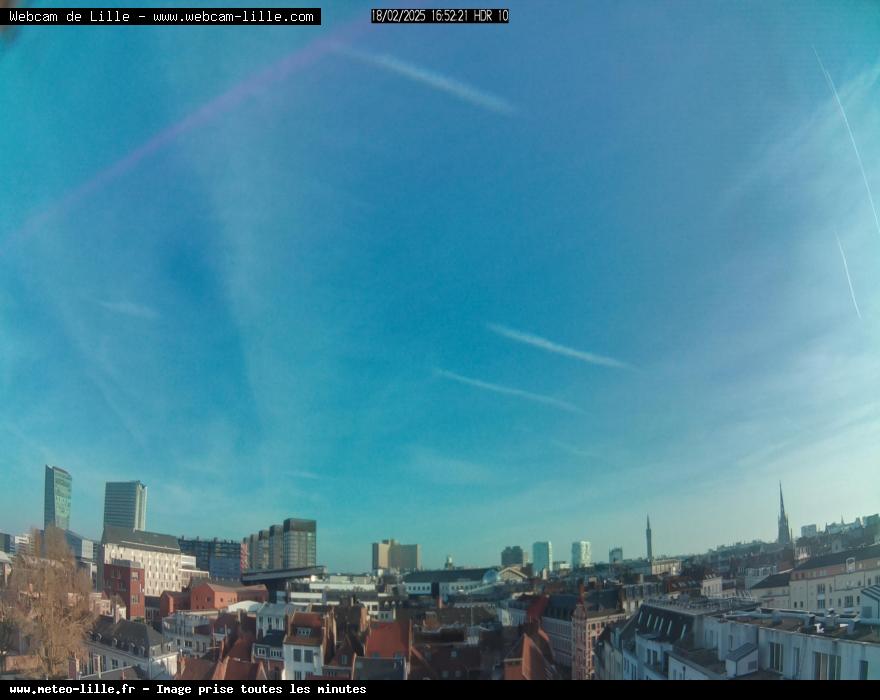 Webcam de Lille - www.webcam-lille.com
18/02/2025 16:52:21 HDR 10
www.meteo-lille.fr - Image prise toutes les minutes